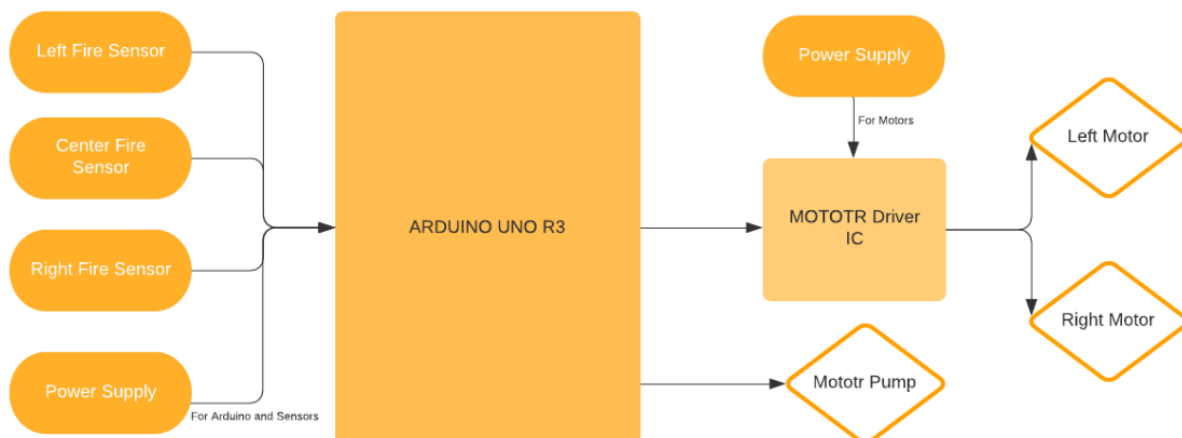 Left Fire Sensor
Center Fire
Sensor
Right Fire Sensor
Power Supply
For Arduino and Sensors
ARDUINO UNO R3
Power Supply
For Motors
MOTOTR Driver
IC
Mototr Pump
Left Motor
Right Motor